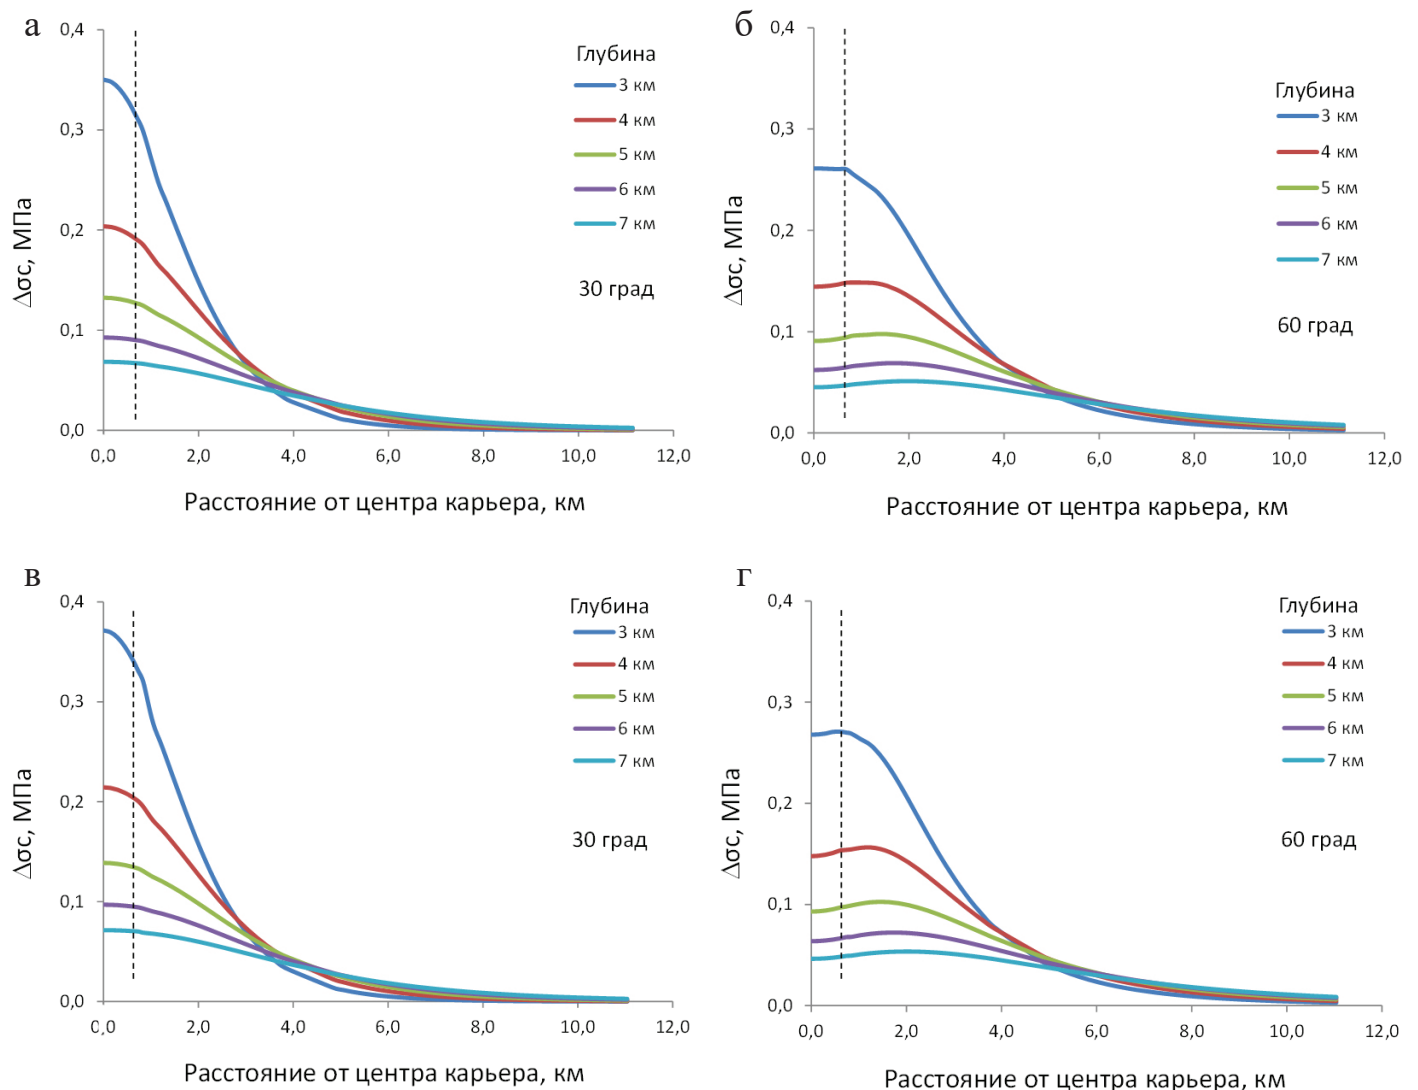 а
0,4
0,3
0,2
0,1
0,0
0,0 2,0 4,0 6,0 8,0 10,0 12,0
Δσс, МПа
Расстояние от центра карьера, км
Глубина
3 км
4 км
5 км
6 км
7 км
30 град
б
0,4
0,3
0,2
0,1
0,0
0,0 2,0 4,0 6,0 8,0 10,0 12,0
Δσс, МПа
Расстояние от центра карьера, км
Глубина
3 км
4 км
5 км
6 км
7 км
60 град
в
0,4
0,3
0,2
0,1
0,0
0,0 2,0 4,0 6,0 8,0 10,0 12,0
Δσс, МПа
Расстояние от центра карьера, км
Глубина
3 км
4 км
5 км
6 км
7 км
30 град
г
0,4
0,3
0,2
0,1
0,0
0,0 2,0 4,0 6,0 8,0 10,0 12,0
Δσс, МПа
Расстояние от центра карьера, км
Глубина
3 км
4 км
5 км
6 км
7 км
60 град